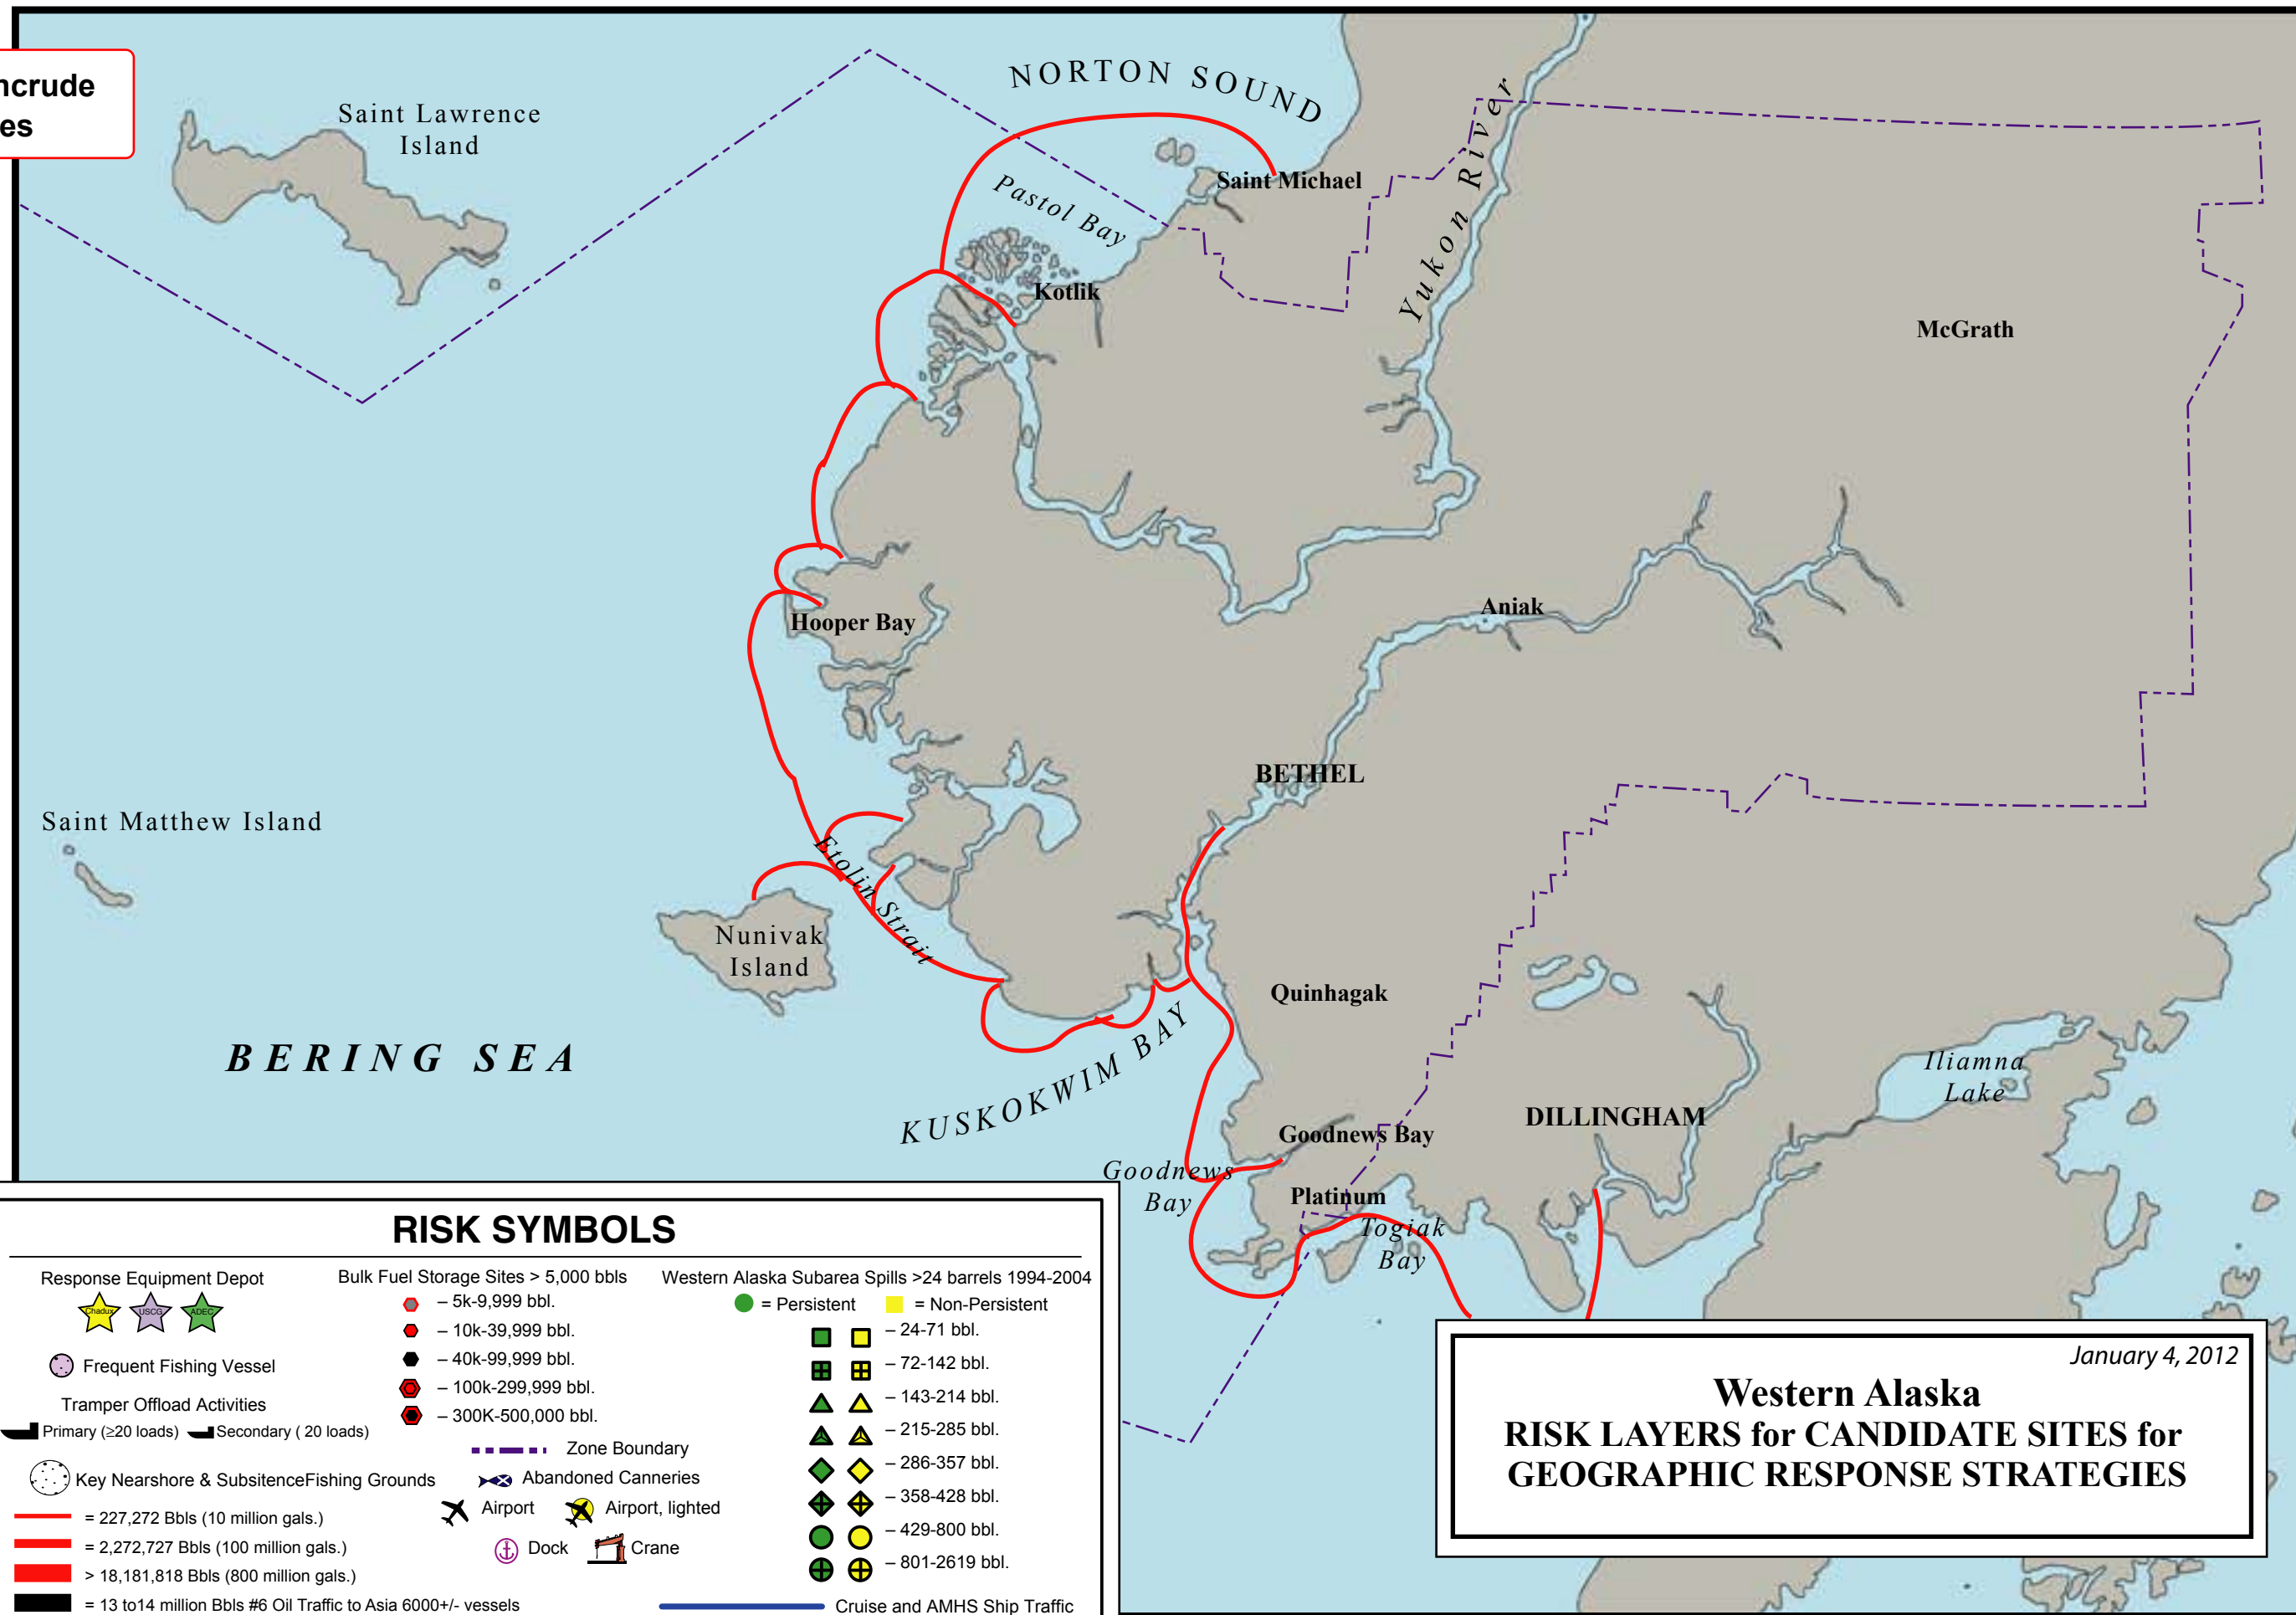 ncrude
es
NORTON SOUND
Saint Lawrence
Island
Pastol Bay
Saint Michael
Yukon River
Kotlik
McGrath
Aniak
Hooper Bay
BETHEL
Saint Matthew Island
Etolin Strait
Nunivak
Island
Quinhagak
BERING SEA
KUSKOKWIM BAY
Iliamna
Lake
DILLINGHAM
Goodnews Bay
Goodnews
Bay
Platinum
Togiak
Bay
RISK SYMBOLS
Response Equipment Depot
Chadux
USCG
ADEC
Frequent Fishing Vessel
Tramper Offload Activities
Primary (≥20 loads)
Secondary ( 20 loads)
Key Nearshore & SubsitenceFishing Grounds
= 227,272 Bbls (10 million gals.)
= 2,272,727 Bbls (100 million gals.)
> 18,181,818 Bbls (800 million gals.)
= 13 to14 million Bbls #6 Oil Traffic to Asia 6000+/- vessels
Bulk Fuel Storage Sites > 5,000 bbls
– 5k-9,999 bbl.
– 10k-39,999 bbl.
– 40k-99,999 bbl.
– 100k-299,999 bbl.
– 300K-500,000 bbl.
Zone Boundary
Abandoned Canneries
Airport
Airport, lighted
Dock
Crane
Western Alaska Subarea Spills >24 barrels 1994-2004
= Persistent
= Non-Persistent
– 24-71 bbl.
– 72-142 bbl.
– 143-214 bbl.
– 215-285 bbl.
– 286-357 bbl.
– 358-428 bbl.
– 429-800 bbl.
– 801-2619 bbl.
Cruise and AMHS Ship Traffic
January 4, 2012
Western Alaska
RISK LAYERS for CANDIDATE SITES for
GEOGRAPHIC RESPONSE STRATEGIES